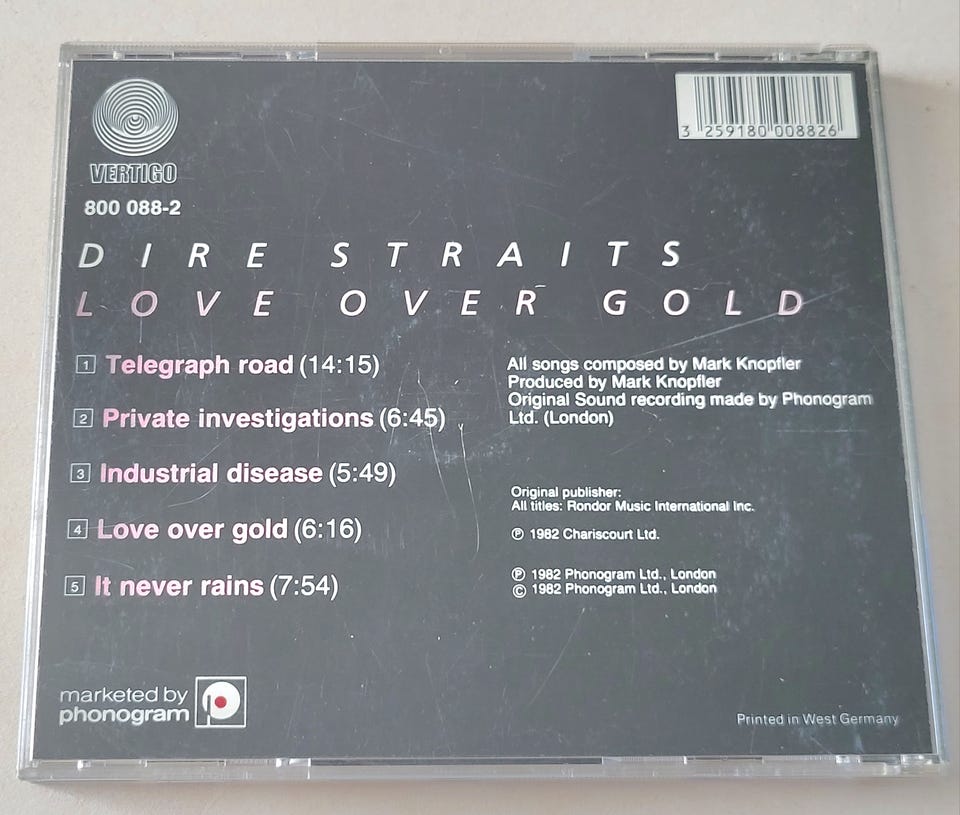 VERTIGO
800 088-2
3 259180 008826
DIRE STRAITS
LOVE OVER GOLD
1 Telegraph road (14:15)
2 Private investigations (6:45)
3 Industrial disease (5:49)
4 Love over gold (6:16)
5 It never rains (7:54)
All songs composed by Mark Knopfler
Produced by Mark Knopfler
Original Sound recording made by Phonogram
Ltd. (London)
Original publisher:
All titles: Rondor Music International Inc.
℗ 1982 Chariscourt Ltd.
℗ 1982 Phonogram Ltd., London
© 1982 Phonogram Ltd., London
marketed by
phonogram
Printed in West Germany